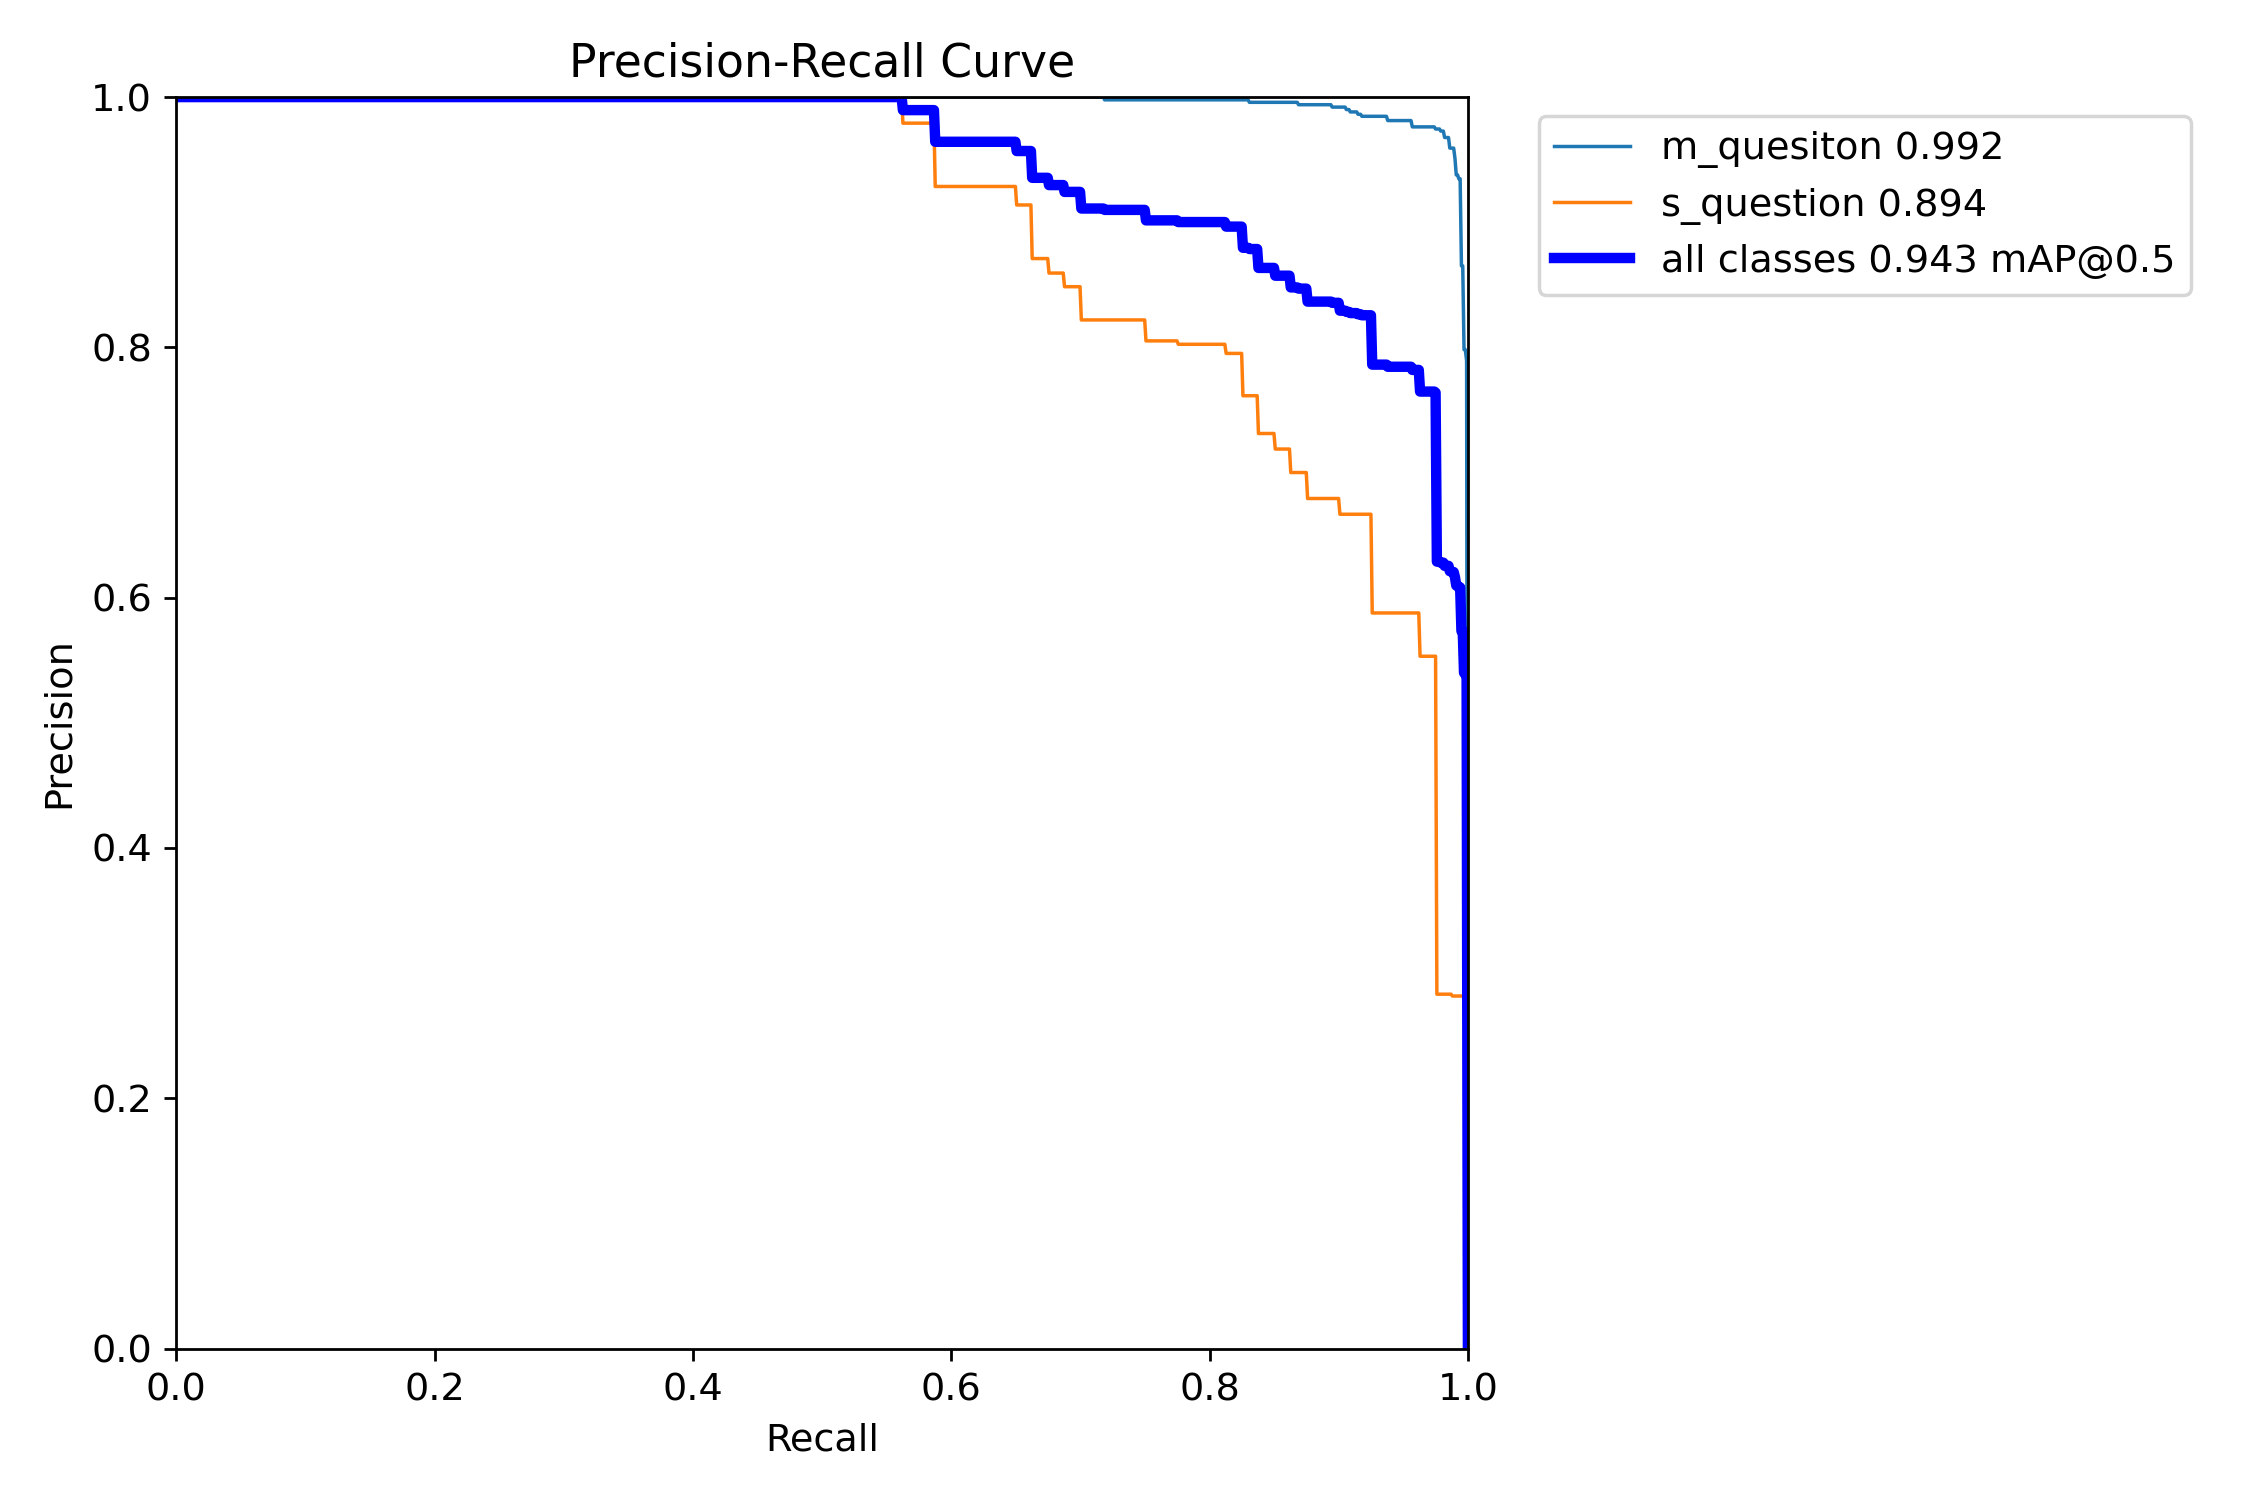 Precision-Recall Curve
1.0
0.8
0.6
0.4
0.2
0.0
Precision
0.0 0.2 0.4 0.6 0.8 1.0
Recall
m_quesiton 0.992
s_question 0.894
all classes 0.943 mAP@0.5